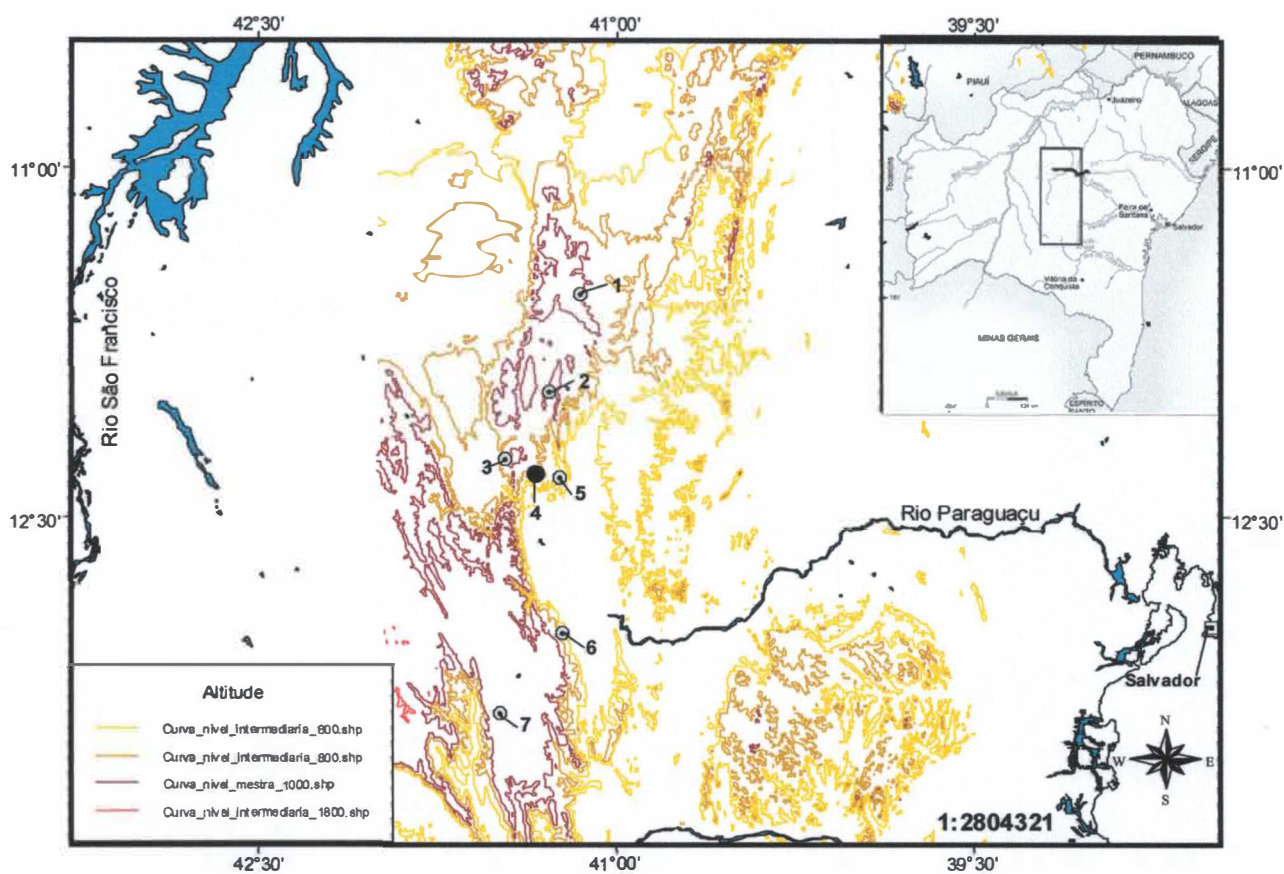 42°30'
41°00'
39°30'
PERNAMBUCO
PIAUÍ
Juazeiro
ALAGOAS
SERGIPE
Tocantins
Feira de
Santana
Salvador
Vitória da
Conquista
MINAS GERAIS
ESPÍRITO
SANTO
11°00'
11°00'
Rio São Francisco
1
2
3
4
5
12°30'
12°30'
Rio Paraguaçu
6
7
Salvador
Altitude
Curva_nivel_intermediaria_600.shp
Curva_nivel_intermediaria_800.shp
Curva_nivel_mestra_1000.shp
Curva_nivel_intermediaria_1800.shp
N
W
E
S
1:2804321
42°30'
41°00'
39°30'